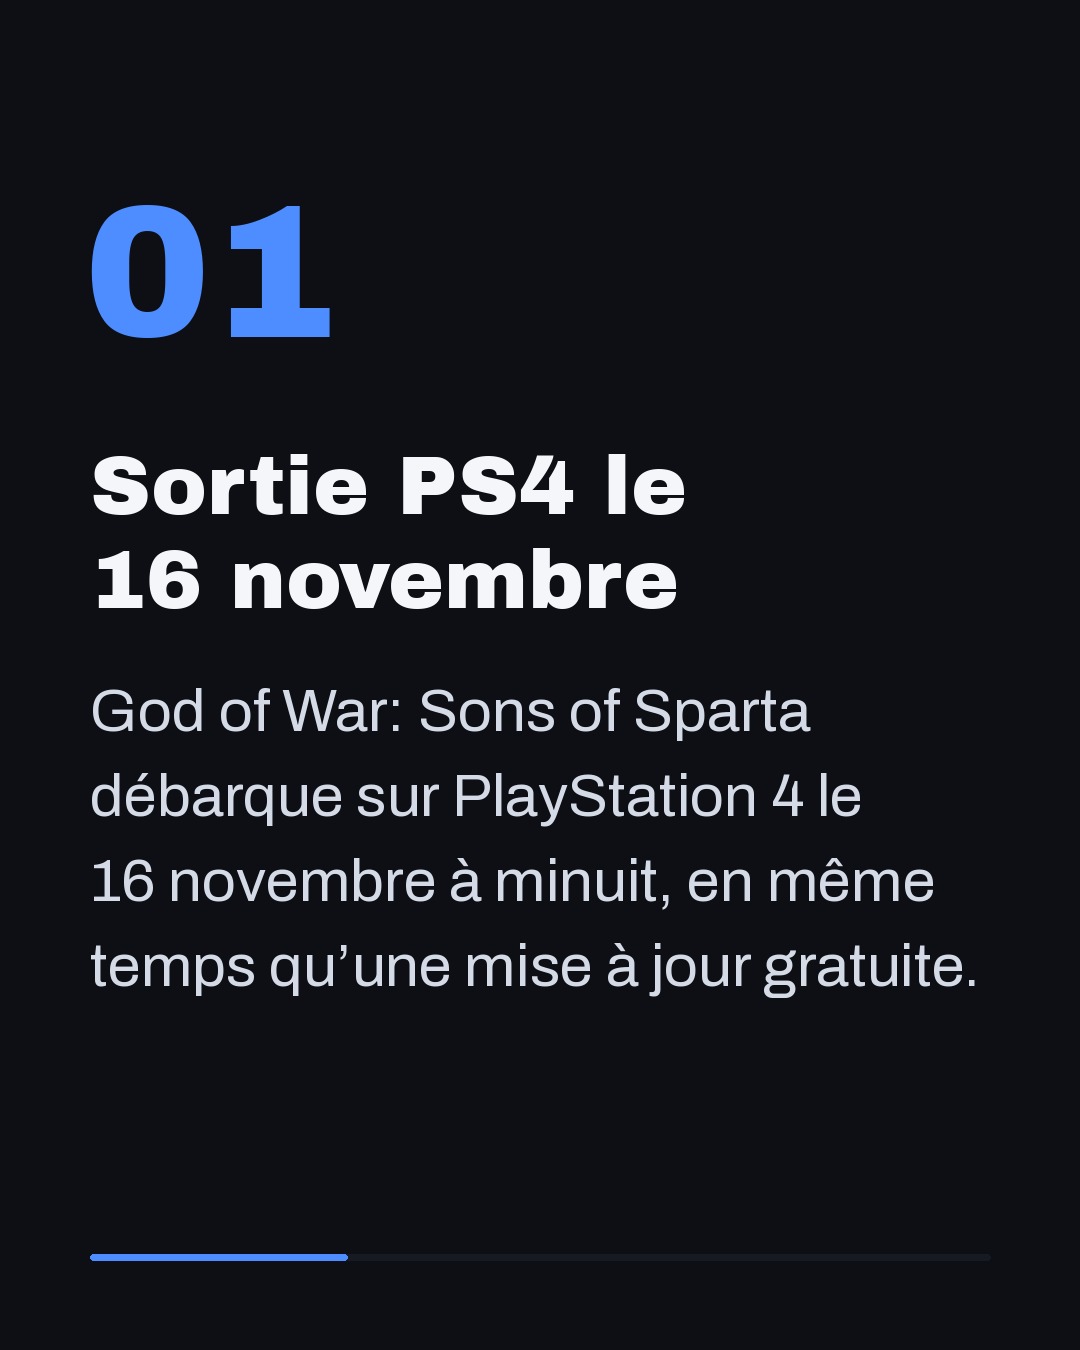 01
Sortie PS4 le
16 novembre
God of War: Sons of Sparta
débarque sur PlayStation 4 le
16 novembre à minuit, en même
temps qu’une mise à jour gratuite.